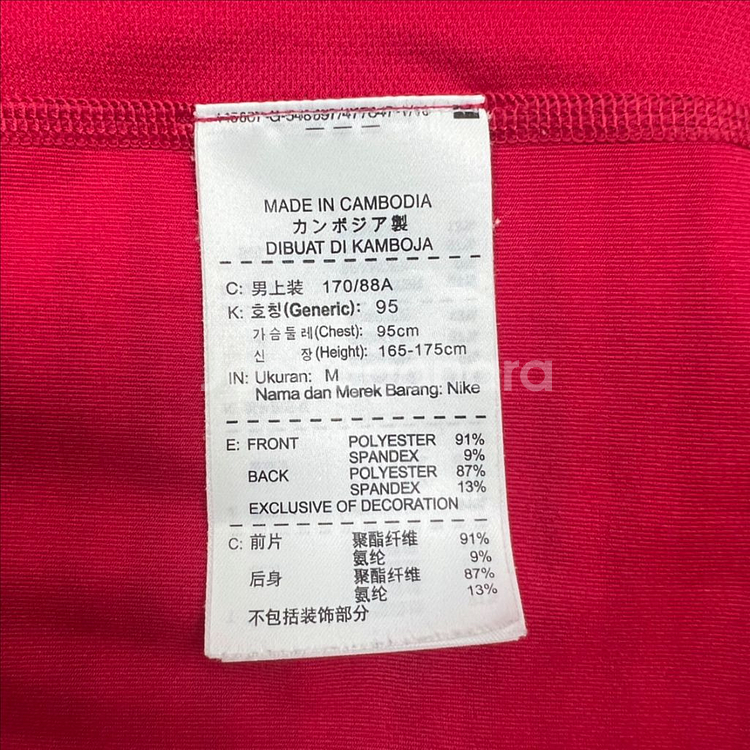 MADE IN CAMBODIA
カンボジア製
DIBUAT DI KAMBOJA
C: 男上装 170/88A
K: 호칭(Generic): 95
가슴둘레(Chest): 95cm
신 장(Height): 165-175cm
IN: Ukuran: M
Nama dan Merek Barang: Nike
E: FRONT POLYESTER 91%
SPANDEX 9%
BACK POLYESTER 87%
SPANDEX 13%
EXCLUSIVE OF DECORATION
C: 前片 聚酯纤维 91%
氨纶 9%
后身 聚酯纤维 87%
氨纶 13%
不包括装饰部分